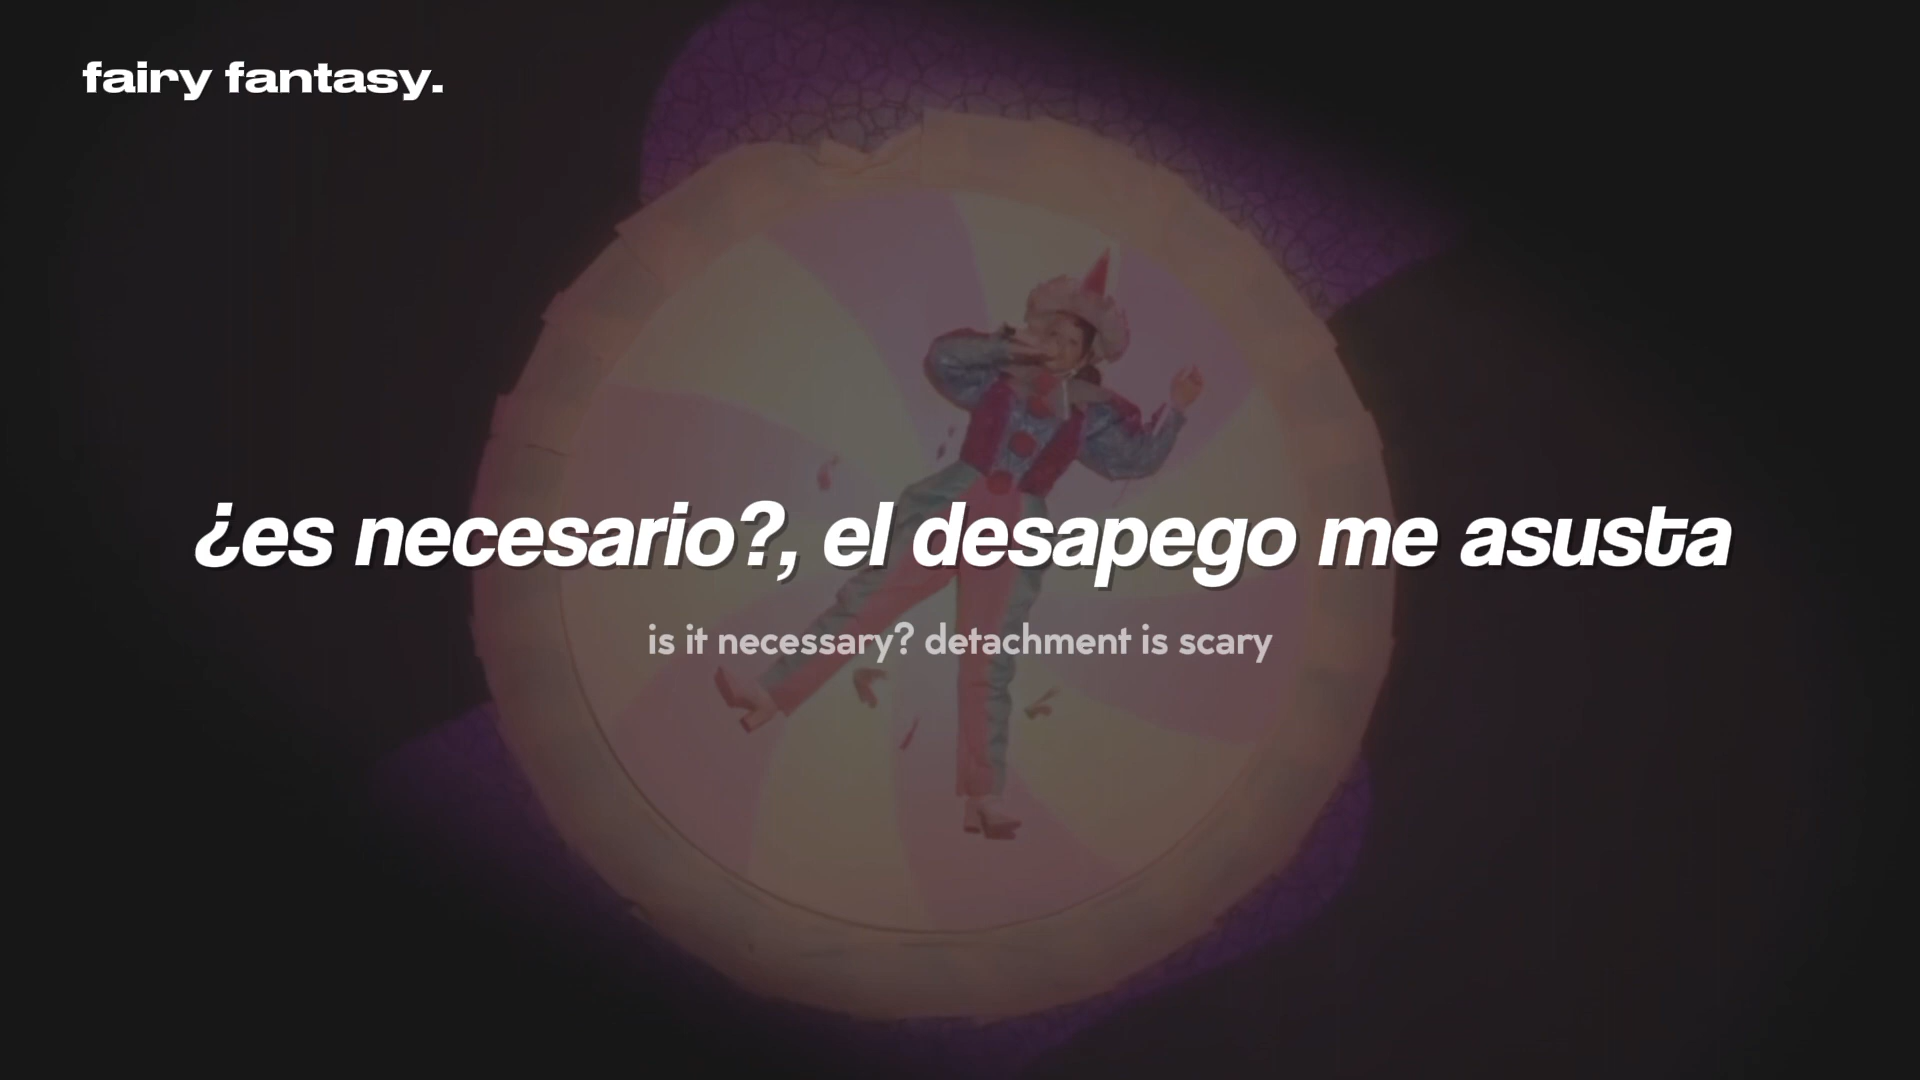 fairy fantasy.
¿es necesario?, el desapego me asusta
is it necessary? detachment is scary